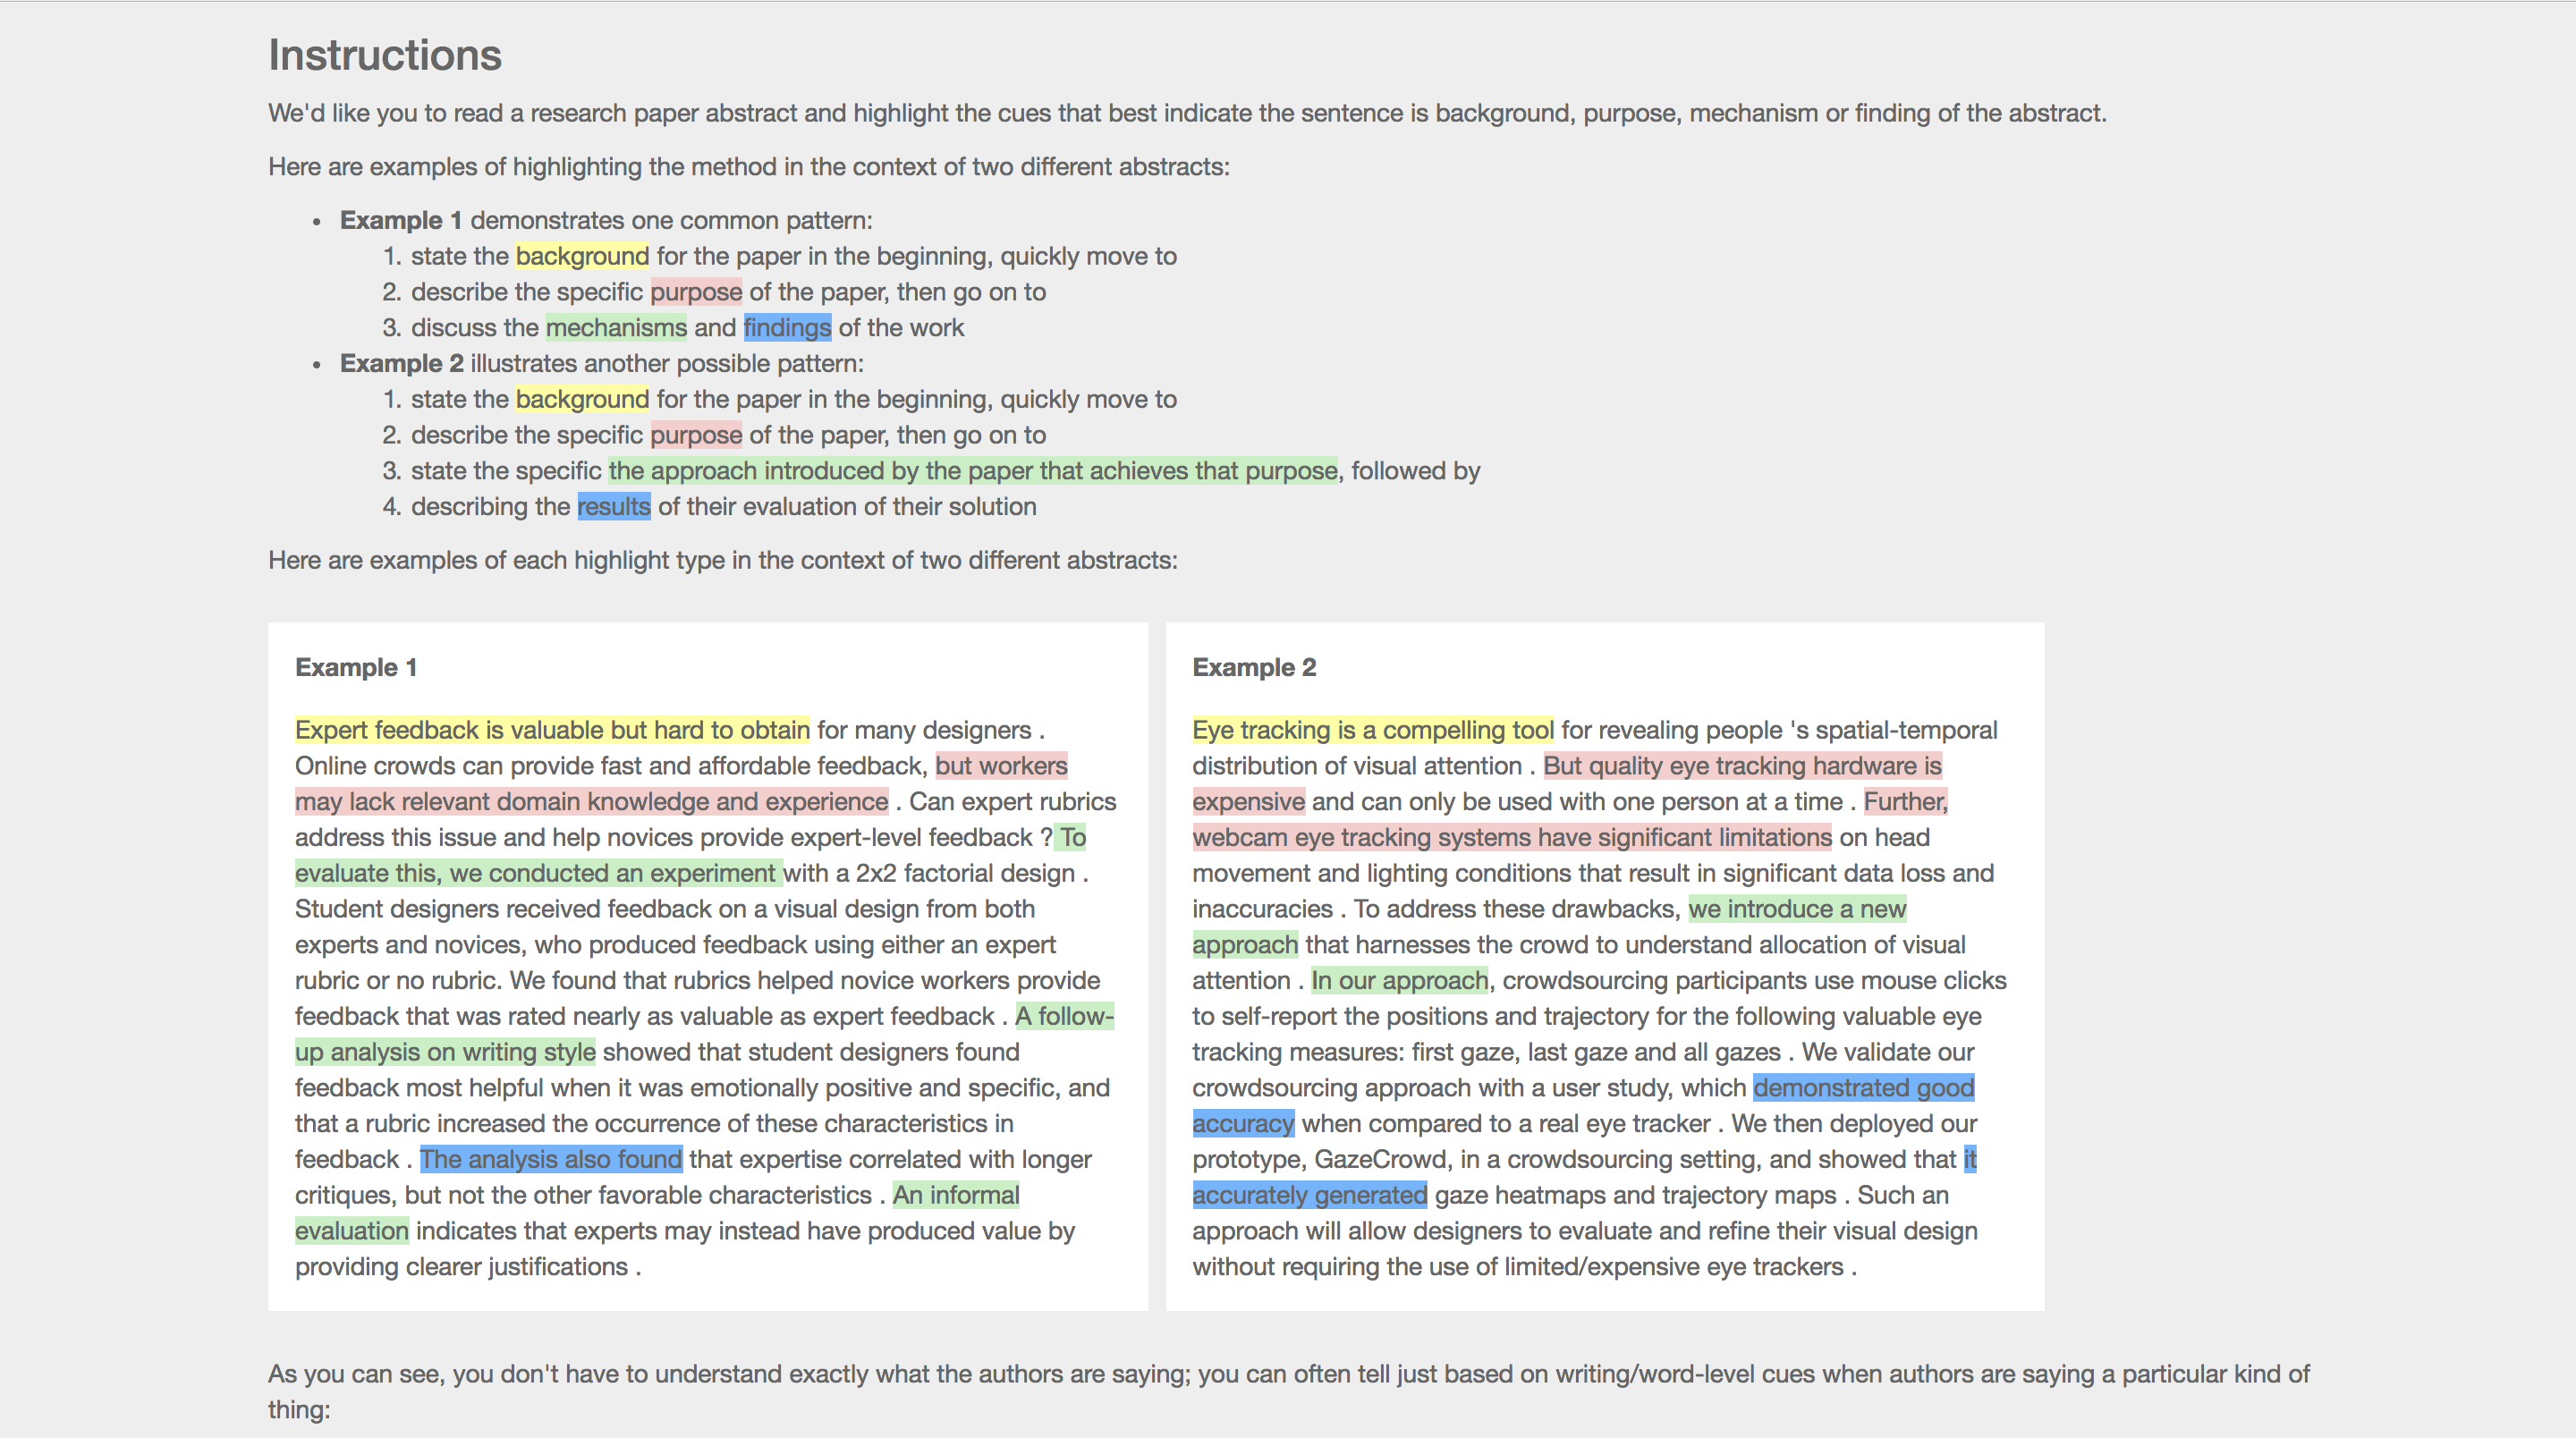 Instructions
We'd like you to read a research paper abstract and highlight the cues that best indicate the sentence is background, purpose, mechanism or finding of the abstract.
Here are examples of highlighting the method in the context of two different abstracts:
• Example 1 demonstrates one common pattern:
1. state the background for the paper in the beginning, quickly move to
2. describe the specific purpose of the paper, then go on to
3. discuss the mechanisms and findings of the work
• Example 2 illustrates another possible pattern:
1. state the background for the paper in the beginning, quickly move to
2. describe the specific purpose of the paper, then go on to
3. state the specific the approach introduced by the paper that achieves that purpose, followed by
4. describing the results of their evaluation of their solution
Here are examples of each highlight type in the context of two different abstracts:
Example 1
Expert feedback is valuable but hard to obtain for many designers .
Online crowds can provide fast and affordable feedback, but workers
may lack relevant domain knowledge and experience . Can expert rubrics
address this issue and help novices provide expert-level feedback ? To
evaluate this, we conducted an experiment with a 2x2 factorial design .
Student designers received feedback on a visual design from both
experts and novices, who produced feedback using either an expert
rubric or no rubric. We found that rubrics helped novice workers provide
feedback that was rated nearly as valuable as expert feedback . A follow-
up analysis on writing style showed that student designers found
feedback most helpful when it was emotionally positive and specific, and
that a rubric increased the occurrence of these characteristics in
feedback . The analysis also found that expertise correlated with longer
critiques, but not the other favorable characteristics . An informal
evaluation indicates that experts may instead have produced value by
providing clearer justifications .
Example 2
Eye tracking is a compelling tool for revealing people 's spatial-temporal
distribution of visual attention . But quality eye tracking hardware is
expensive and can only be used with one person at a time . Further,
webcam eye tracking systems have significant limitations on head
movement and lighting conditions that result in significant data loss and
inaccuracies . To address these drawbacks, we introduce a new
approach that harnesses the crowd to understand allocation of visual
attention . In our approach, crowdsourcing participants use mouse clicks
to self-report the positions and trajectory for the following valuable eye
tracking measures: first gaze, last gaze and all gazes . We validate our
crowdsourcing approach with a user study, which demonstrated good
accuracy when compared to a real eye tracker . We then deployed our
prototype, GazeCrowd, in a crowdsourcing setting, and showed that it
accurately generated gaze heatmaps and trajectory maps . Such an
approach will allow designers to evaluate and refine their visual design
without requiring the use of limited/expensive eye trackers .
As you can see, you don't have to understand exactly what the authors are saying; you can often tell just based on writing/word-level cues when authors are saying a particular kind of
thing: